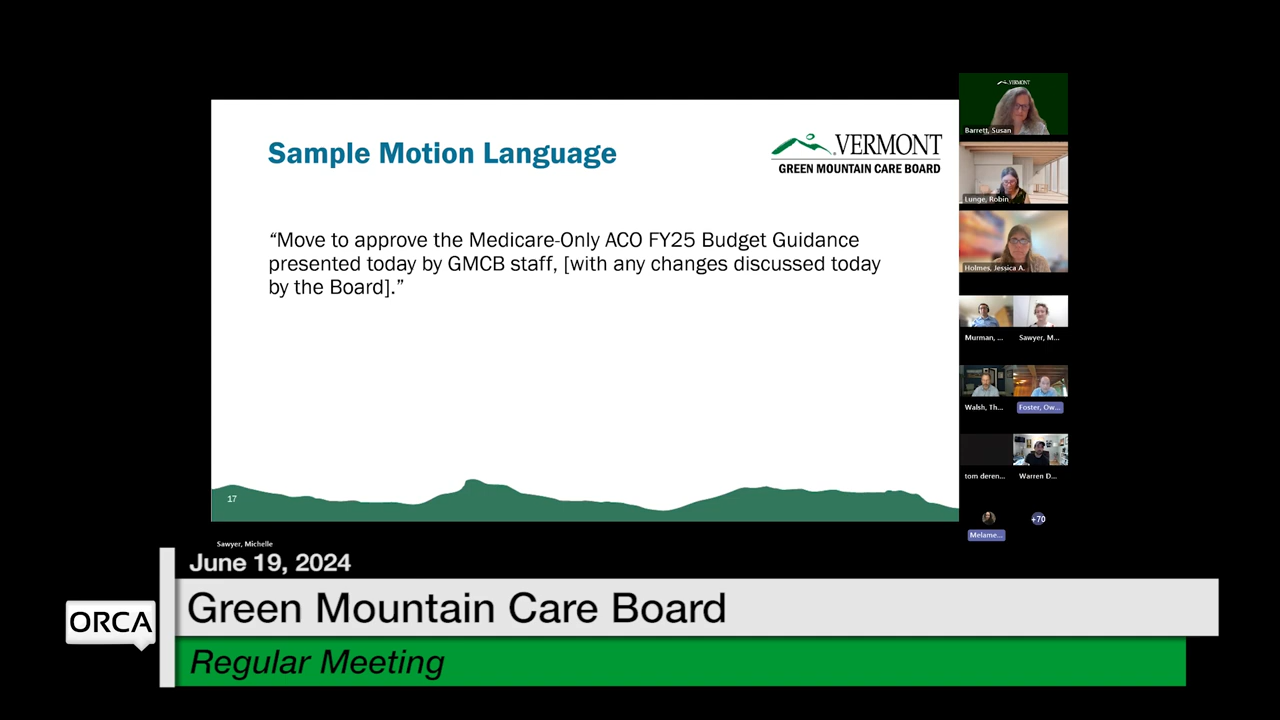 Sample Motion Language
VERMONT
GREEN MOUNTAIN CARE BOARD
“Move to approve the Medicare-Only ACO FY25 Budget Guidance
presented today by GMCB staff, [with any changes discussed today
by the Board].”
17
VERMONT
Barrett, Susan
Lunge, Robin
Holmes, Jessica A.
Murman, ...
Sawyer, M...
Walsh, Th...
Foster, Ow...
tom deren...
Warren D...
Melame...
+70
Sawyer, Michelle
June 19, 2024
ORCA
Green Mountain Care Board
Regular Meeting